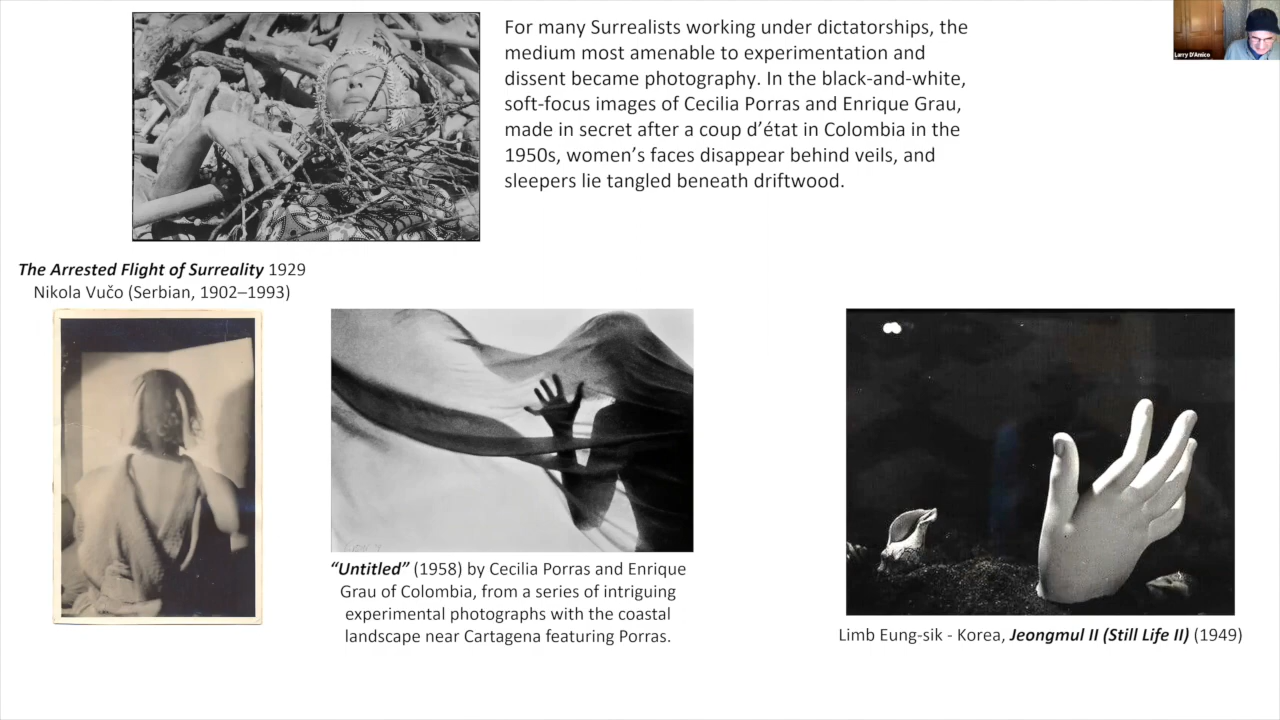 For many Surrealists working under dictatorships, the
medium most amenable to experimentation and
dissent became photography. In the black-and-white,
soft-focus images of Cecilia Porras and Enrique Grau,
made in secret after a coup d’état in Colombia in the
1950s, women’s faces disappear behind veils, and
sleepers lie tangled beneath driftwood.
Larry D'Amico
The Arrested Flight of Surreality 1929
Nikola Vučo (Serbian, 1902–1993)
“Untitled” (1958) by Cecilia Porras and Enrique
Grau of Colombia, from a series of intriguing
experimental photographs with the coastal
landscape near Cartagena featuring Porras.
Limb Eung-sik - Korea, Jeongmul II (Still Life II) (1949)